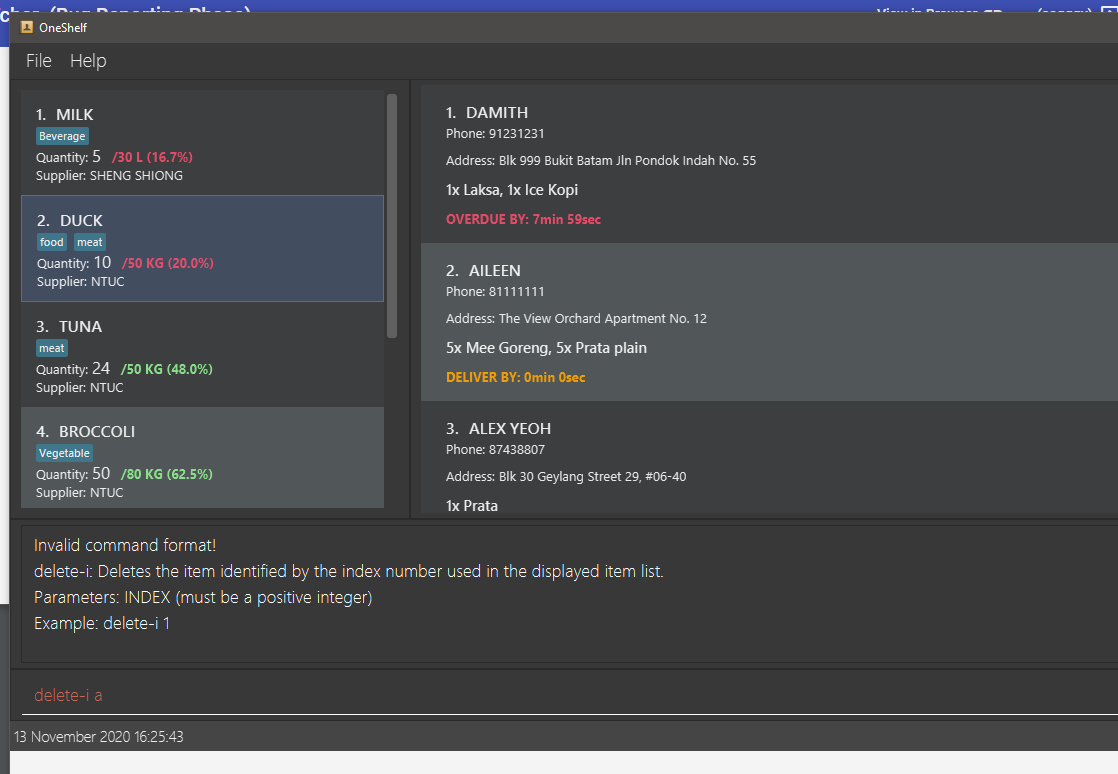 OneShelf
File Help
1. MILK
Beverage
Quantity: 5 /30 L (16.7%)
Supplier: SHENG SHIONG
2. DUCK
food meat
Quantity: 10 /50 KG (20.0%)
Supplier: NTUC
3. TUNA
meat
Quantity: 24 /50 KG (48.0%)
Supplier: NTUC
4. BROCCOLI
Vegetable
Quantity: 50 /80 KG (62.5%)
Supplier: NTUC
1. DAMITH
Phone: 91231231
Address: Blk 999 Bukit Batam Jln Pondok Indah No. 55
1x Laksa, 1x Ice Kopi
OVERDUE BY: 7min 59sec
2. AILEEN
Phone: 81111111
Address: The View Orchard Apartment No. 12
5x Mee Goreng, 5x Prata plain
DELIVER BY: 0min 0sec
3. ALEX YEOH
Phone: 87438807
Address: Blk 30 Geylang Street 29, #06-40
1x Prata
Invalid command format!
delete-i: Deletes the item identified by the index number used in the displayed item list.
Parameters: INDEX (must be a positive integer)
Example: delete-i 1
delete-i a
13 November 2020 16:25:43